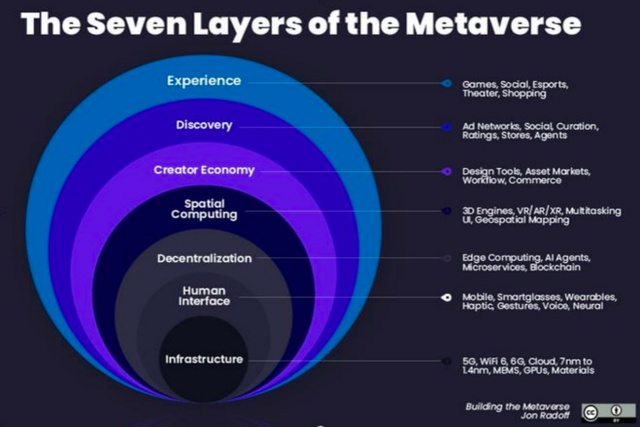 The Seven Layers of the Metaverse
Experience
Games, Social, Esports,
Theater, Shopping
Discovery
Ad Networks, Social, Curation,
Ratings, Stores, Agents
Creator Economy
Design Tools, Asset Markets,
Workflow, Commerce
Spatial
Computing
3D Engines, VR/AR/XR, Multitasking
UI, Geospatial Mapping
Decentralization
Edge Computing, AI Agents,
Microservices, Blockchain
Human
Interface
Mobile, Smartglasses, Wearables,
Haptic, Gestures, Voice, Neural
Infrastructure
5G, WiFi 6, 6G, Cloud, 7nm to
1.4nm, MEMS, GPUs, Materials
Building the Metaverse
Jon Radoff
cc
BY